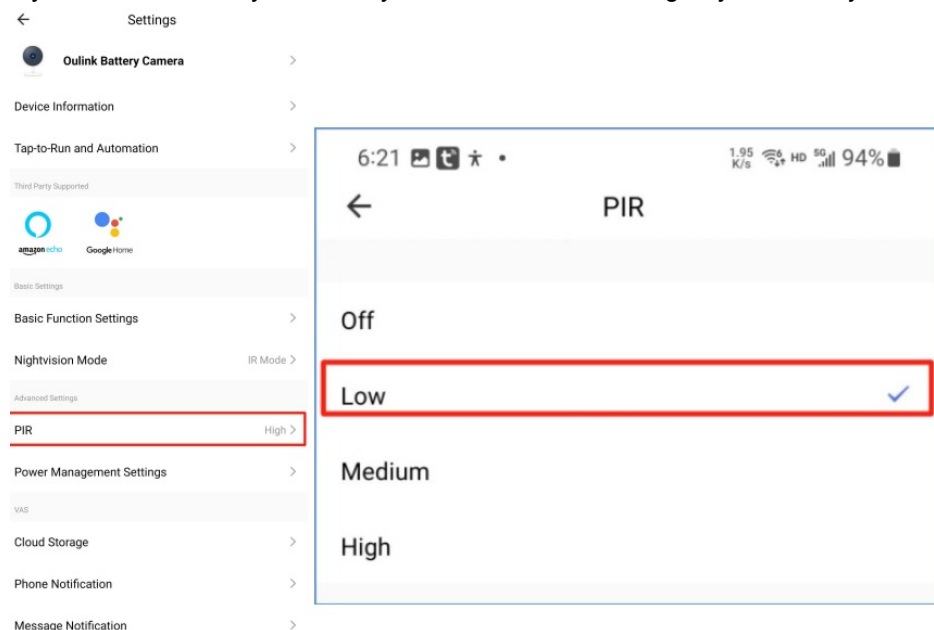 Settings
Oulink Battery Camera
Device Information
Tap-to-Run and Automation
Third Party Supported
amazon echo
Google Home
Basic Settings
Basic Function Settings
Nightvision Mode IR Mode
Advanced Settings
PIR High
Power Management Settings
VAS
Cloud Storage
Phone Notification
Message Notification
6:21 1.95 K/s HD 5G 94%
PIR
Off
Low
Medium
High